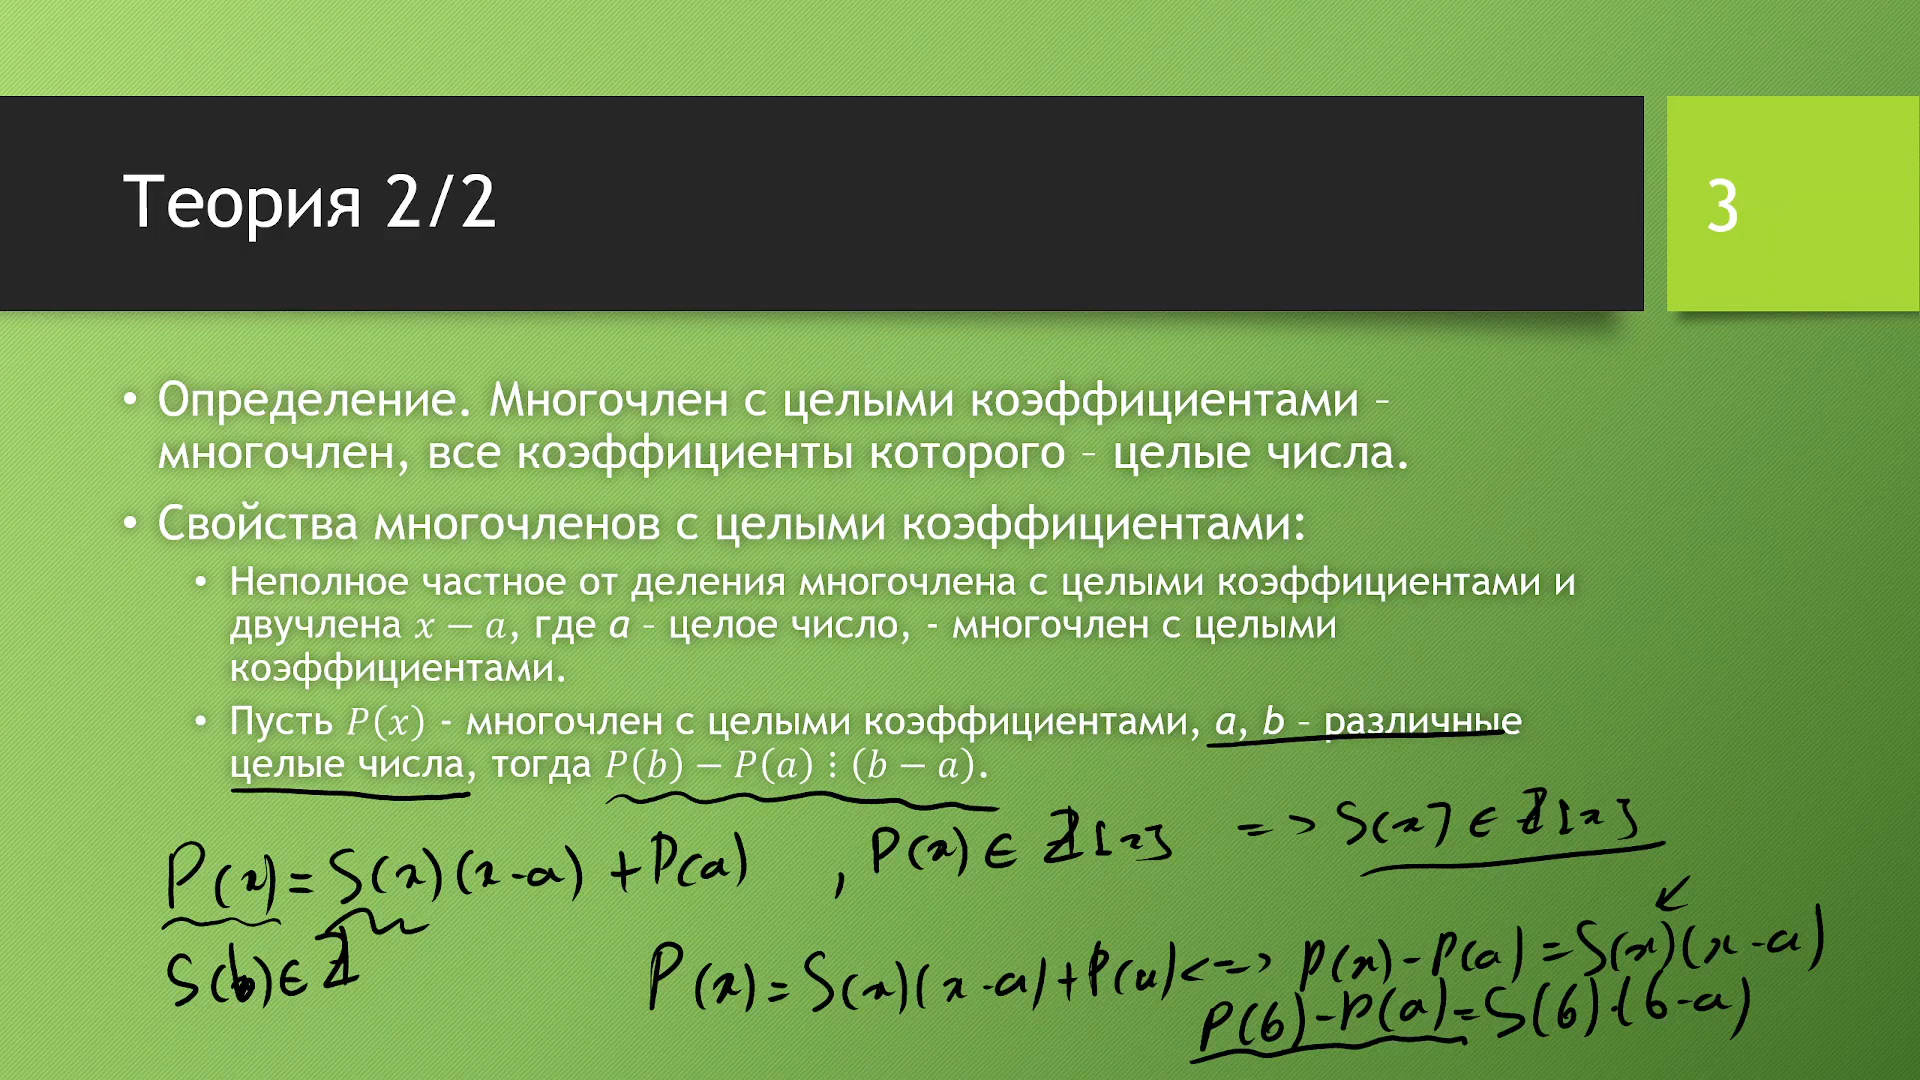 Теория 2/2
3
• Определение. Многочлен с целыми коэффициентами –
многочлен, все коэффициенты которого – целые числа.
• Свойства многочленов с целыми коэффициентами:
• Неполное частное от деления многочлена с целыми коэффициентами и
двучлена x − a, где a – целое число, - многочлен с целыми
коэффициентами.
• Пусть P(x) - многочлен с целыми коэффициентами, a, b – различные
целые числа, тогда P(b) − P(a) ⋮ (b − a).
P(x)=S(x)(x-a)+P(a) , P(x)∈ℤ[x] => S(x)∈ℤ[x]
S(b)∈ℤ
P(x)=S(x)(x-a)+P(a)<=> P(x)-P(a)=S(x)(x-a)
P(b)-P(a)=S(b)·(b-a)